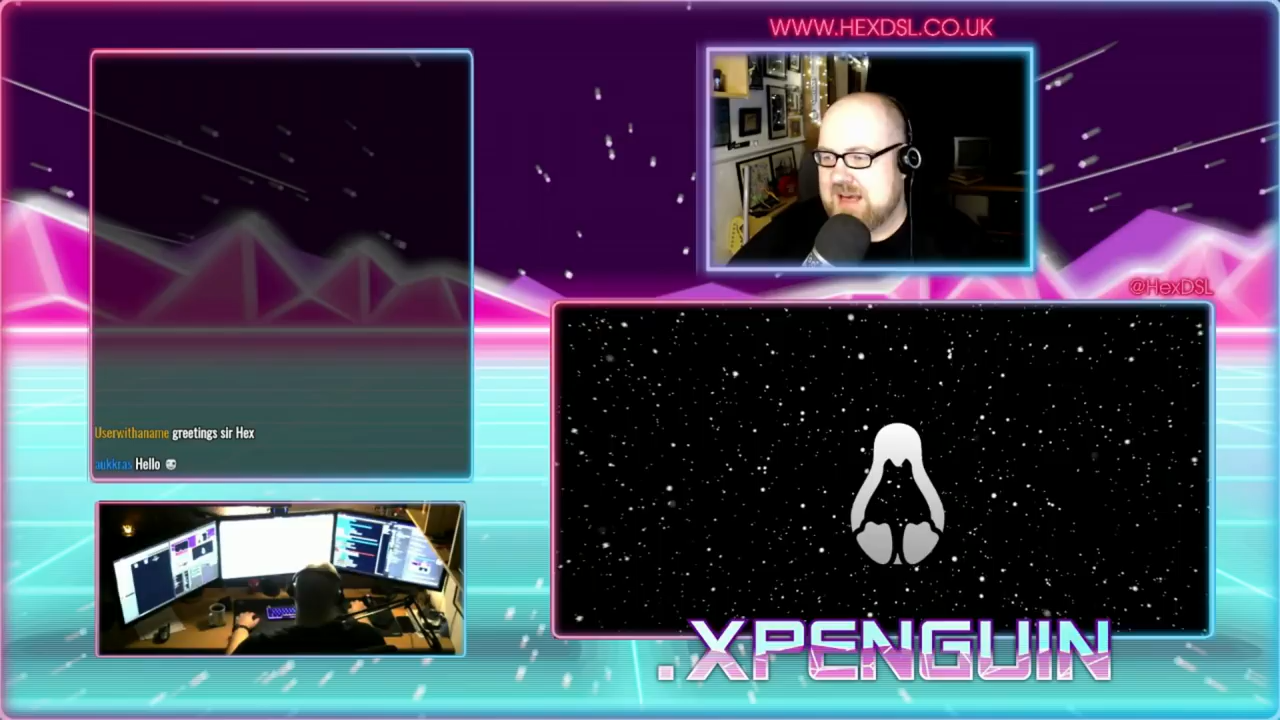 WWW.HEXDSL.CO.UK
@HexDSL
Userwithaname greetings sir Hex
aukkras Hello
.XPENGUIN